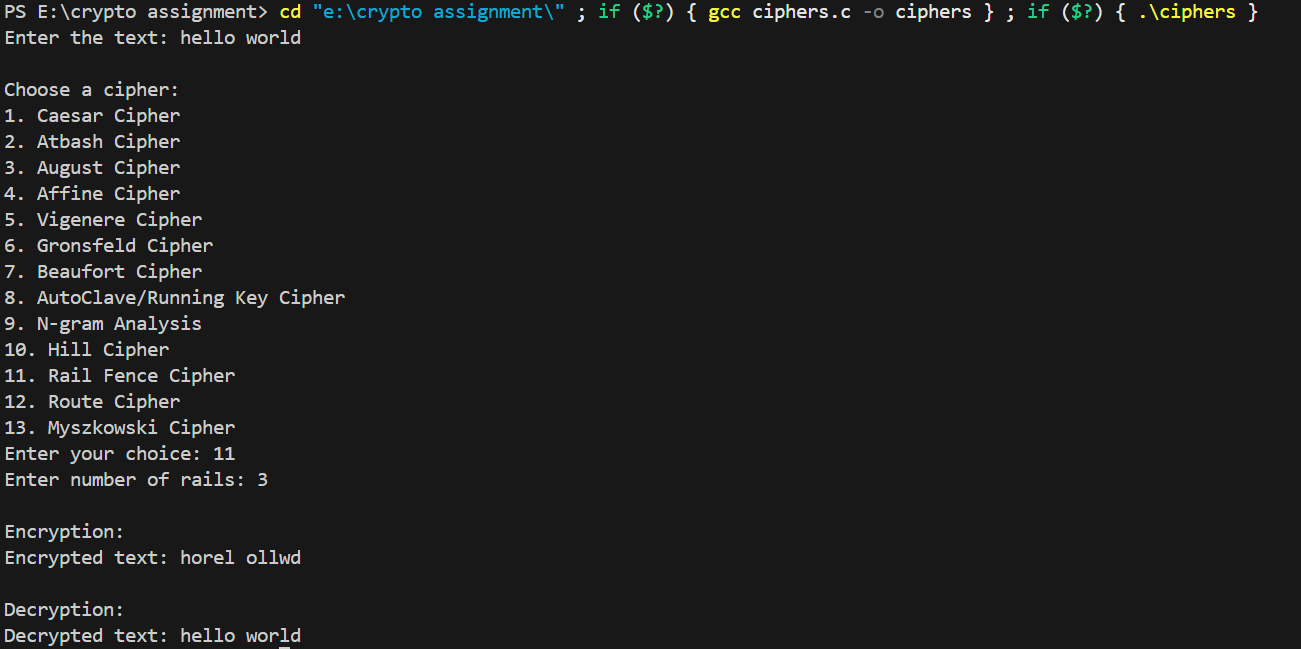 PS E:\crypto assignment> cd "e:\crypto assignment\" ; if ($?) { gcc ciphers.c -o ciphers } ; if ($?) { .\ciphers }
Enter the text: hello world
Choose a cipher:
1. Caesar Cipher
2. Atbash Cipher
3. August Cipher
4. Affine Cipher
5. Vigenere Cipher
6. Gronsfeld Cipher
7. Beaufort Cipher
8. AutoClave/Running Key Cipher
9. N-gram Analysis
10. Hill Cipher
11. Rail Fence Cipher
12. Route Cipher
13. Myszkowski Cipher
Enter your choice: 11
Enter number of rails: 3
Encryption:
Encrypted text: horel ollwd
Decryption:
Decrypted text: hello world